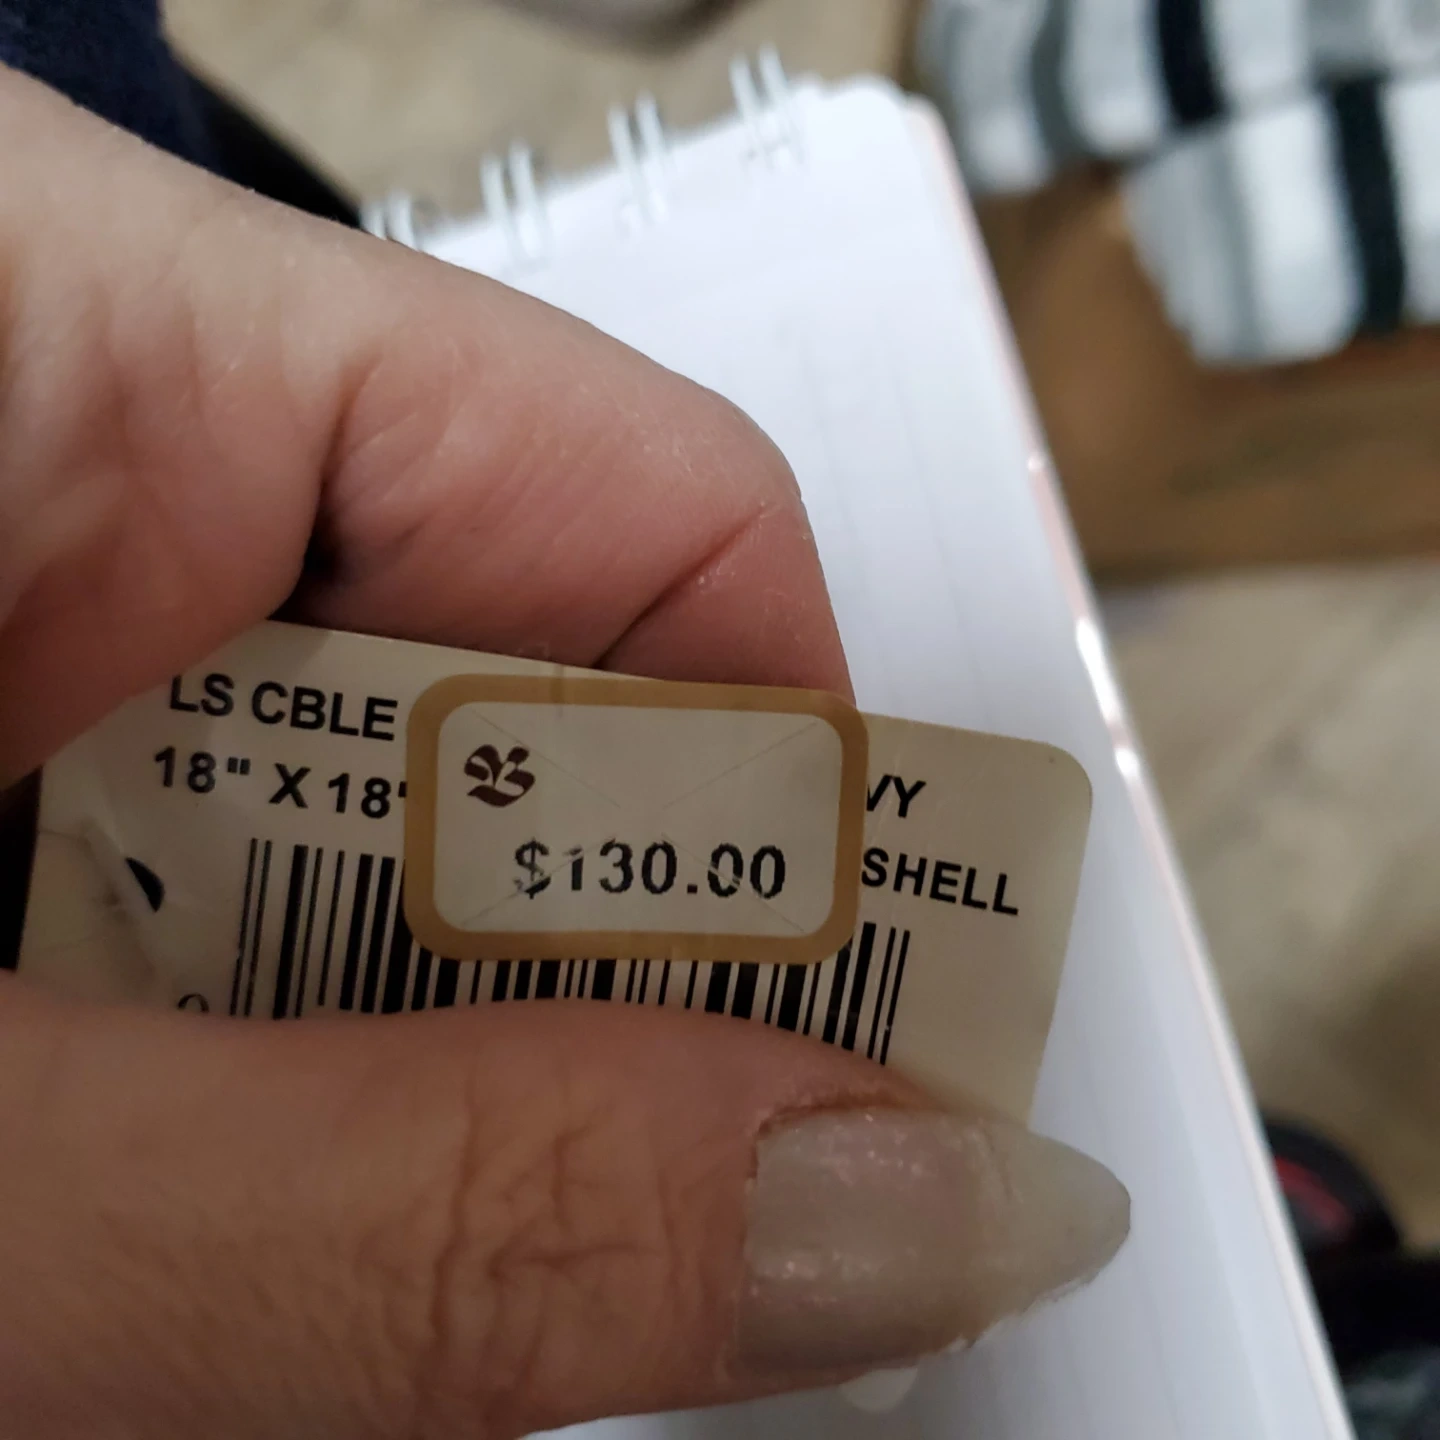 LS CBLE VY
18" X 18" SHELL
$130.00